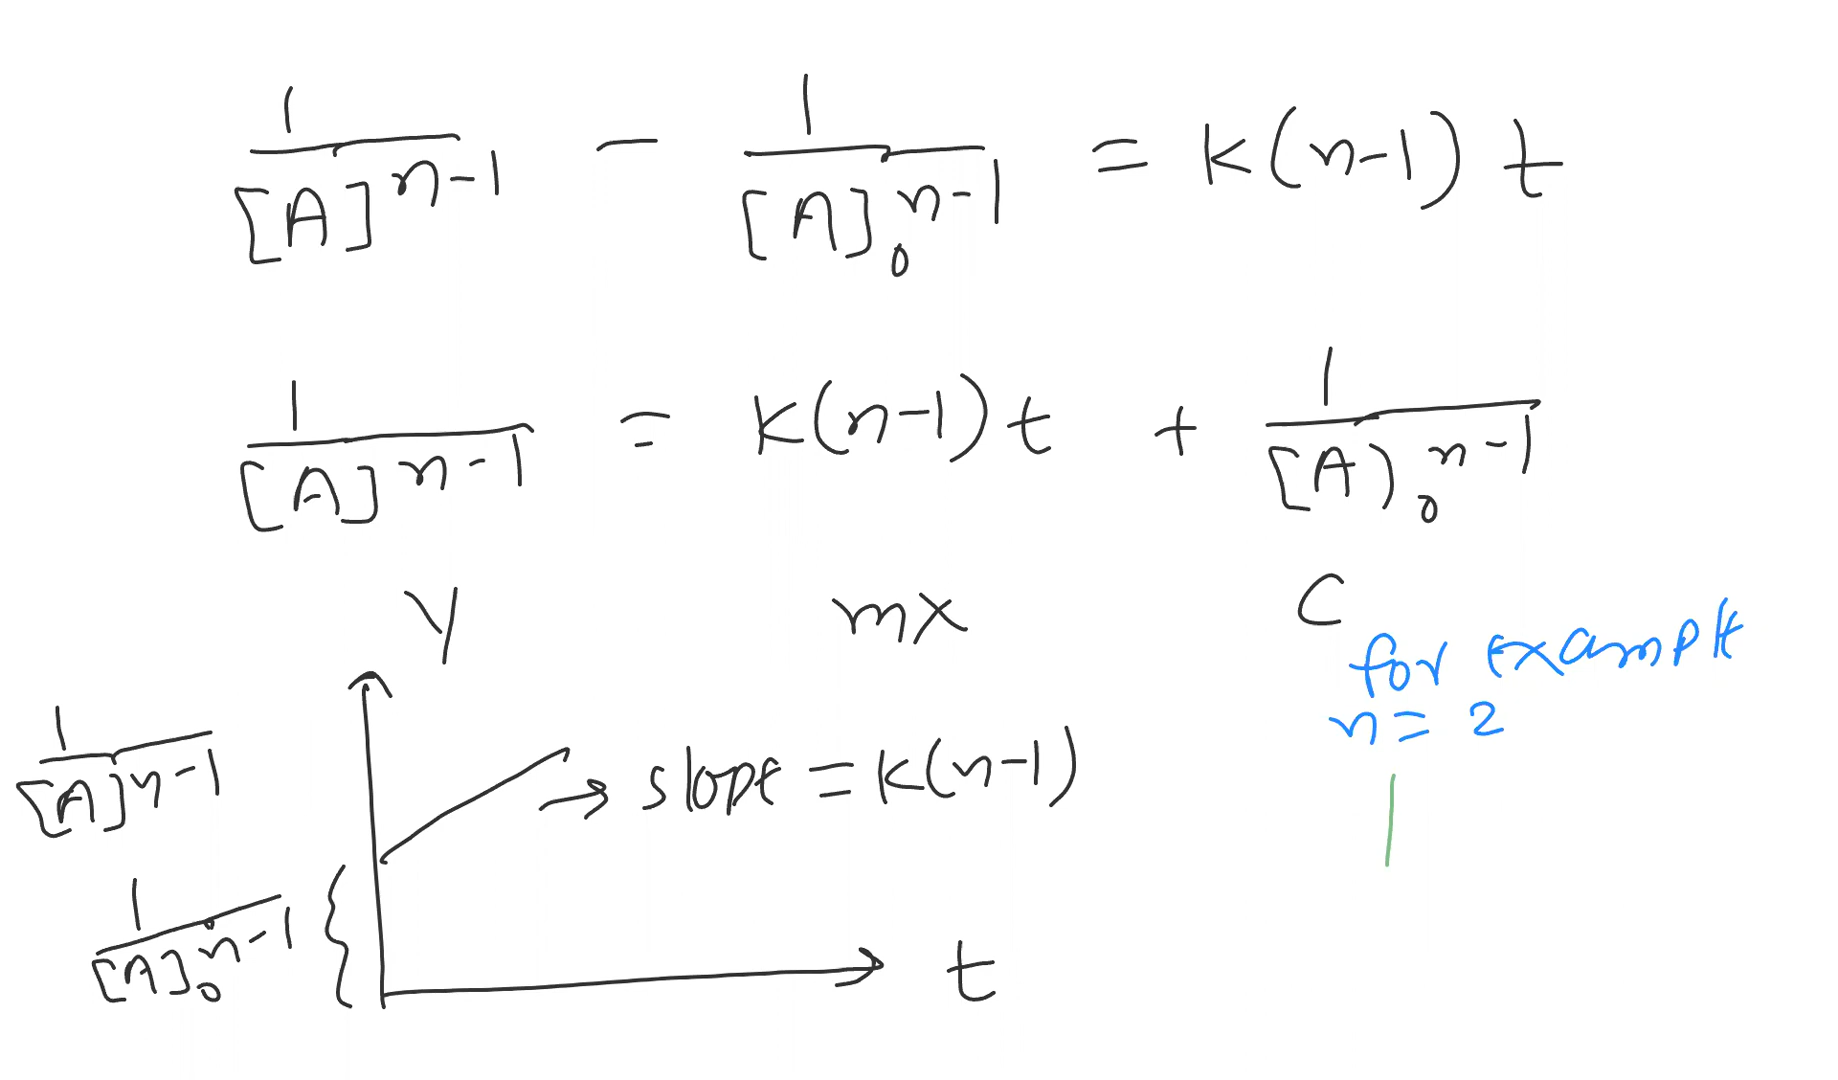 1/[A]^n-1 - 1/[A]₀^n-1 = k(n-1) t
1/[A]^n-1 = k(n-1) t + 1/[A)₀^n-1
y mx c
for example
n = 2
1/[A]^n-1
→ slope = k(n-1)
1/[A]₀^n-1
t